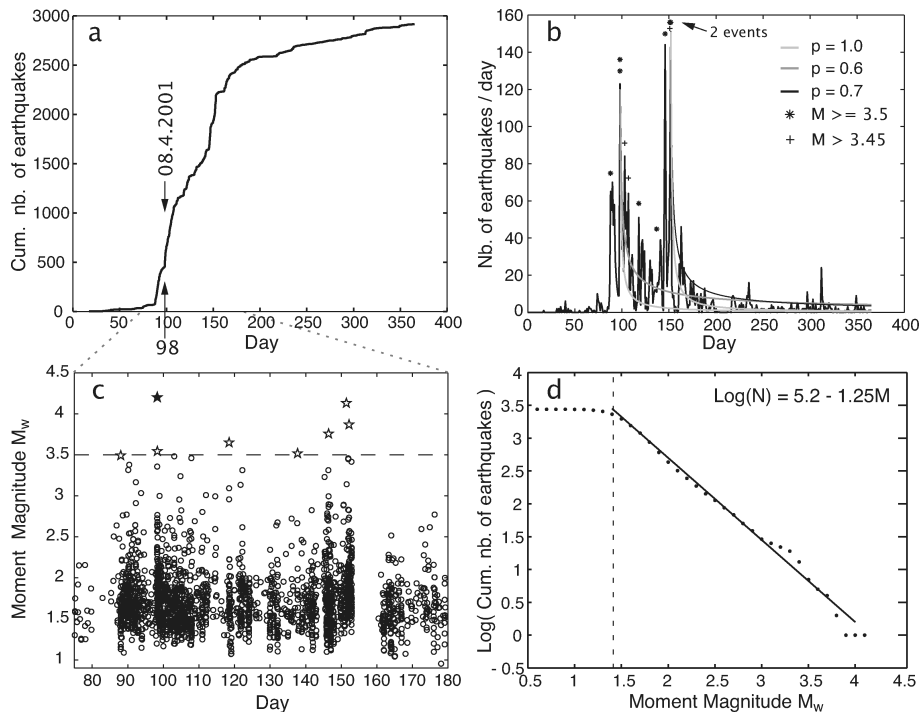 a
Cum. nb. of earthquakes
3000
2500
2000
1500
1000
500
0
08.4.2001
98
0 50 100 150 200 250 300 350 400
Day
b
Nb. of earthquakes / day
160
140
120
100
80
60
40
20
0
2 events
p = 1.0
p = 0.6
p = 0.7
* M >= 3.5
+ M > 3.45
0 50 100 150 200 250 300 350 400
Day
c
Moment Magnitude Mw
4.5
4
3.5
3
2.5
2
1.5
1
75 80 90 100 110 120 130 140 150 160 170 180
Day
d
Log(N) = 5.2 - 1.25M
Log( Cum. nb. of earthquakes )
4
3.5
3
2.5
2
1.5
1
0.5
0
- 0.5
0.5 1 1.5 2 2.5 3 3.5 4 4.5
Moment Magnitude Mw